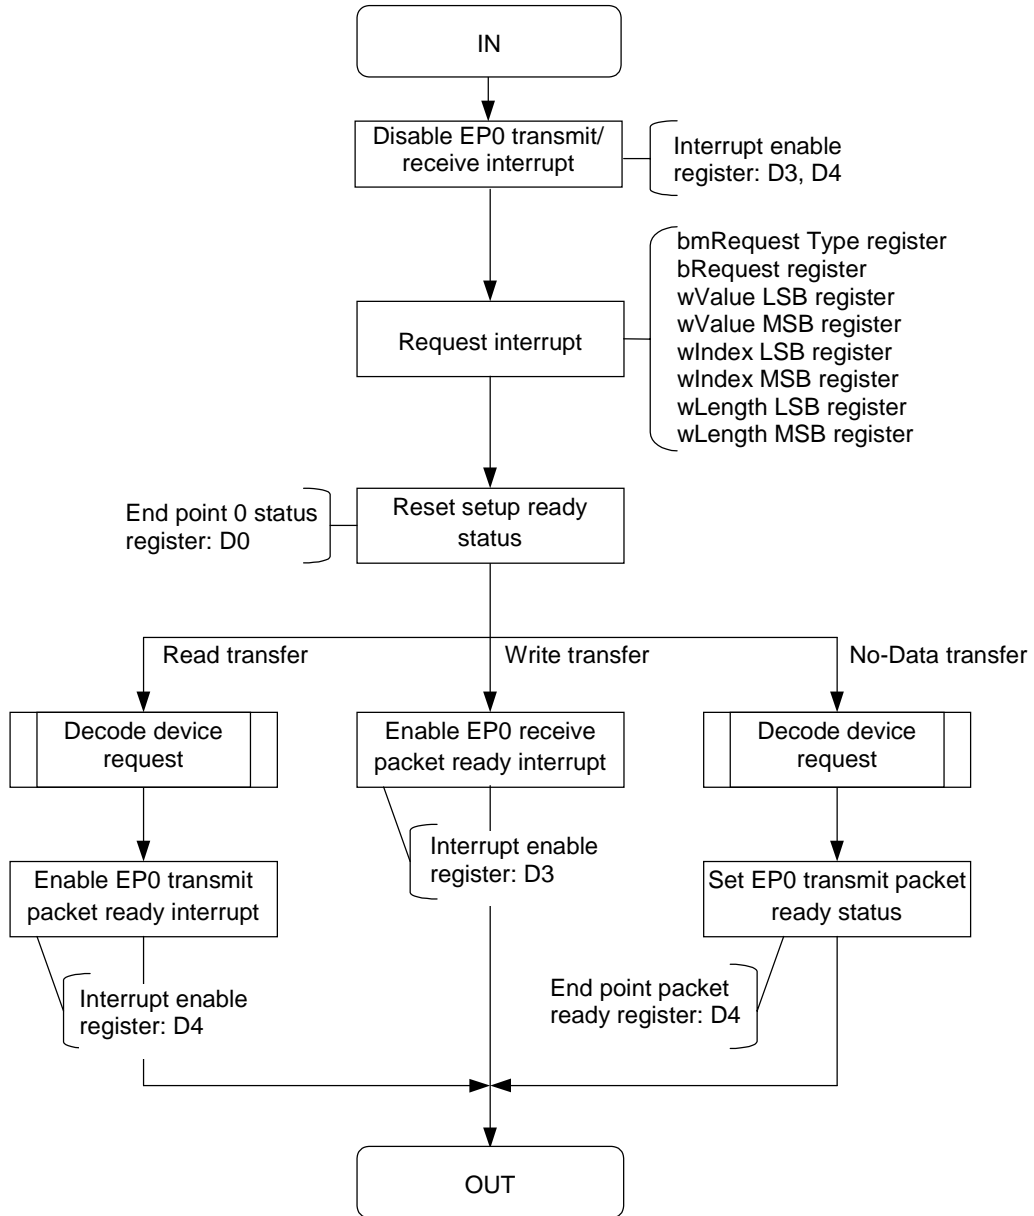 IN
Disable EP0 transmit/
receive interrupt
Interrupt enable
register: D3, D4
bmRequest Type register
bRequest register
wValue LSB register
wValue MSB register
wIndex LSB register
wIndex MSB register
wLength LSB register
wLength MSB register
Request interrupt
End point 0 status
register: D0
Reset setup ready
status
Read transfer
Write transfer
No-Data transfer
Decode device
request
Enable EP0 receive
packet ready interrupt
Decode device
request
Interrupt enable
register: D3
Enable EP0 transmit
packet ready interrupt
Set EP0 transmit packet
ready status
Interrupt enable
register: D4
End point packet
ready register: D4
OUT